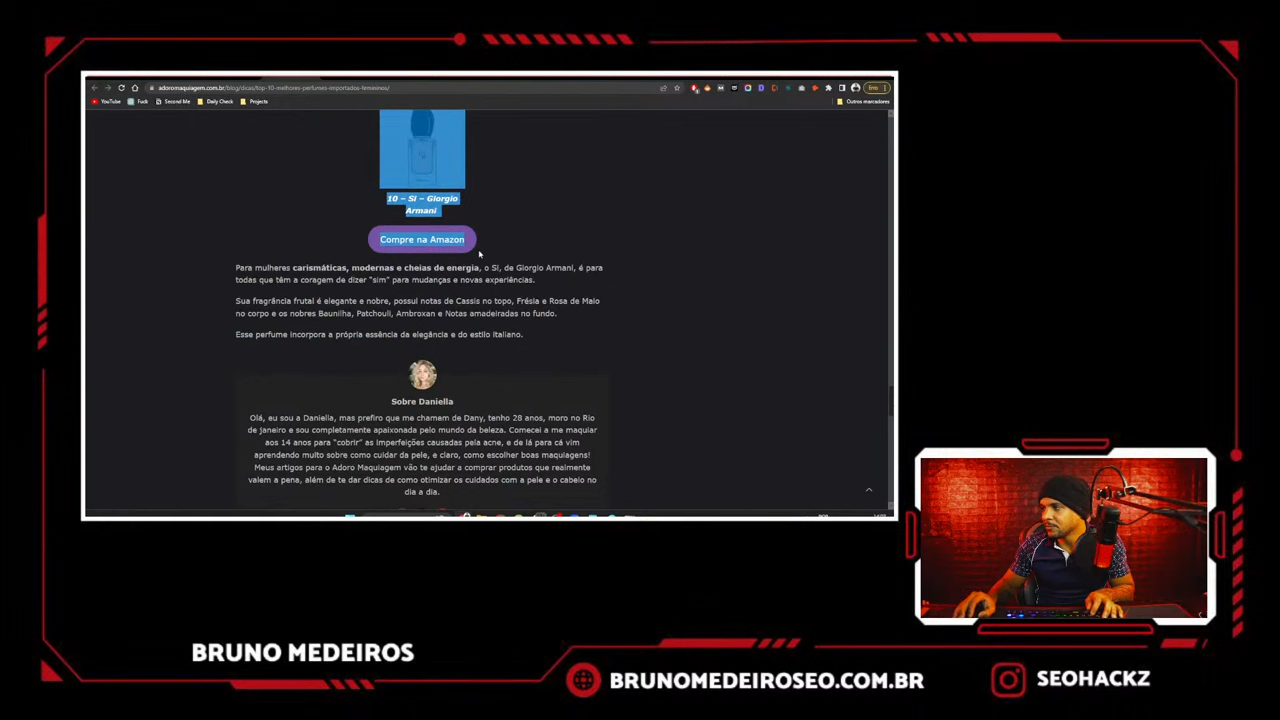 adoromaquiagem.com.br/blog/dicas/top-10-melhores-perfumes-importados-femininos/
YouTube
Fuck
Second Me
Daily Check
Projects
Outros marcadores
10 – Si – Giorgio
Armani
Compre na Amazon
Para mulheres carismáticas, modernas e cheias de energia, o Si, de Giorgio Armani, é para
todas que têm a coragem de dizer “sim” para mudanças e novas experiências.
Sua fragrância frutal é elegante e nobre, possui notas de Cassis no topo, Frésia e Rosa de Maio
no corpo e os nobres Baunilha, Patchouli, Ambroxan e Notas amadeiradas no fundo.
Esse perfume incorpora a própria essência da elegância e do estilo italiano.
Sobre Daniella
Olá, eu sou a Daniella, mas prefiro que me chamem de Dany, tenho 28 anos, moro no Rio
de janeiro e sou completamente apaixonada pelo mundo da beleza. Comecei a me maquiar
aos 14 anos para “cobrir” as imperfeições causadas pela acne, e de lá para cá vim
aprendendo muito sobre como cuidar da pele, e claro, como escolher boas maquiagens!
Meus artigos para o Adoro Maquiagem vão te ajudar a comprar produtos que realmente
valem a pena, além de te dar dicas de como otimizar os cuidados com a pele e o cabelo no
dia a dia.
BRUNO MEDEIROS
BRUNOMEDEIROSEO.COM.BR
SEOHACKZ